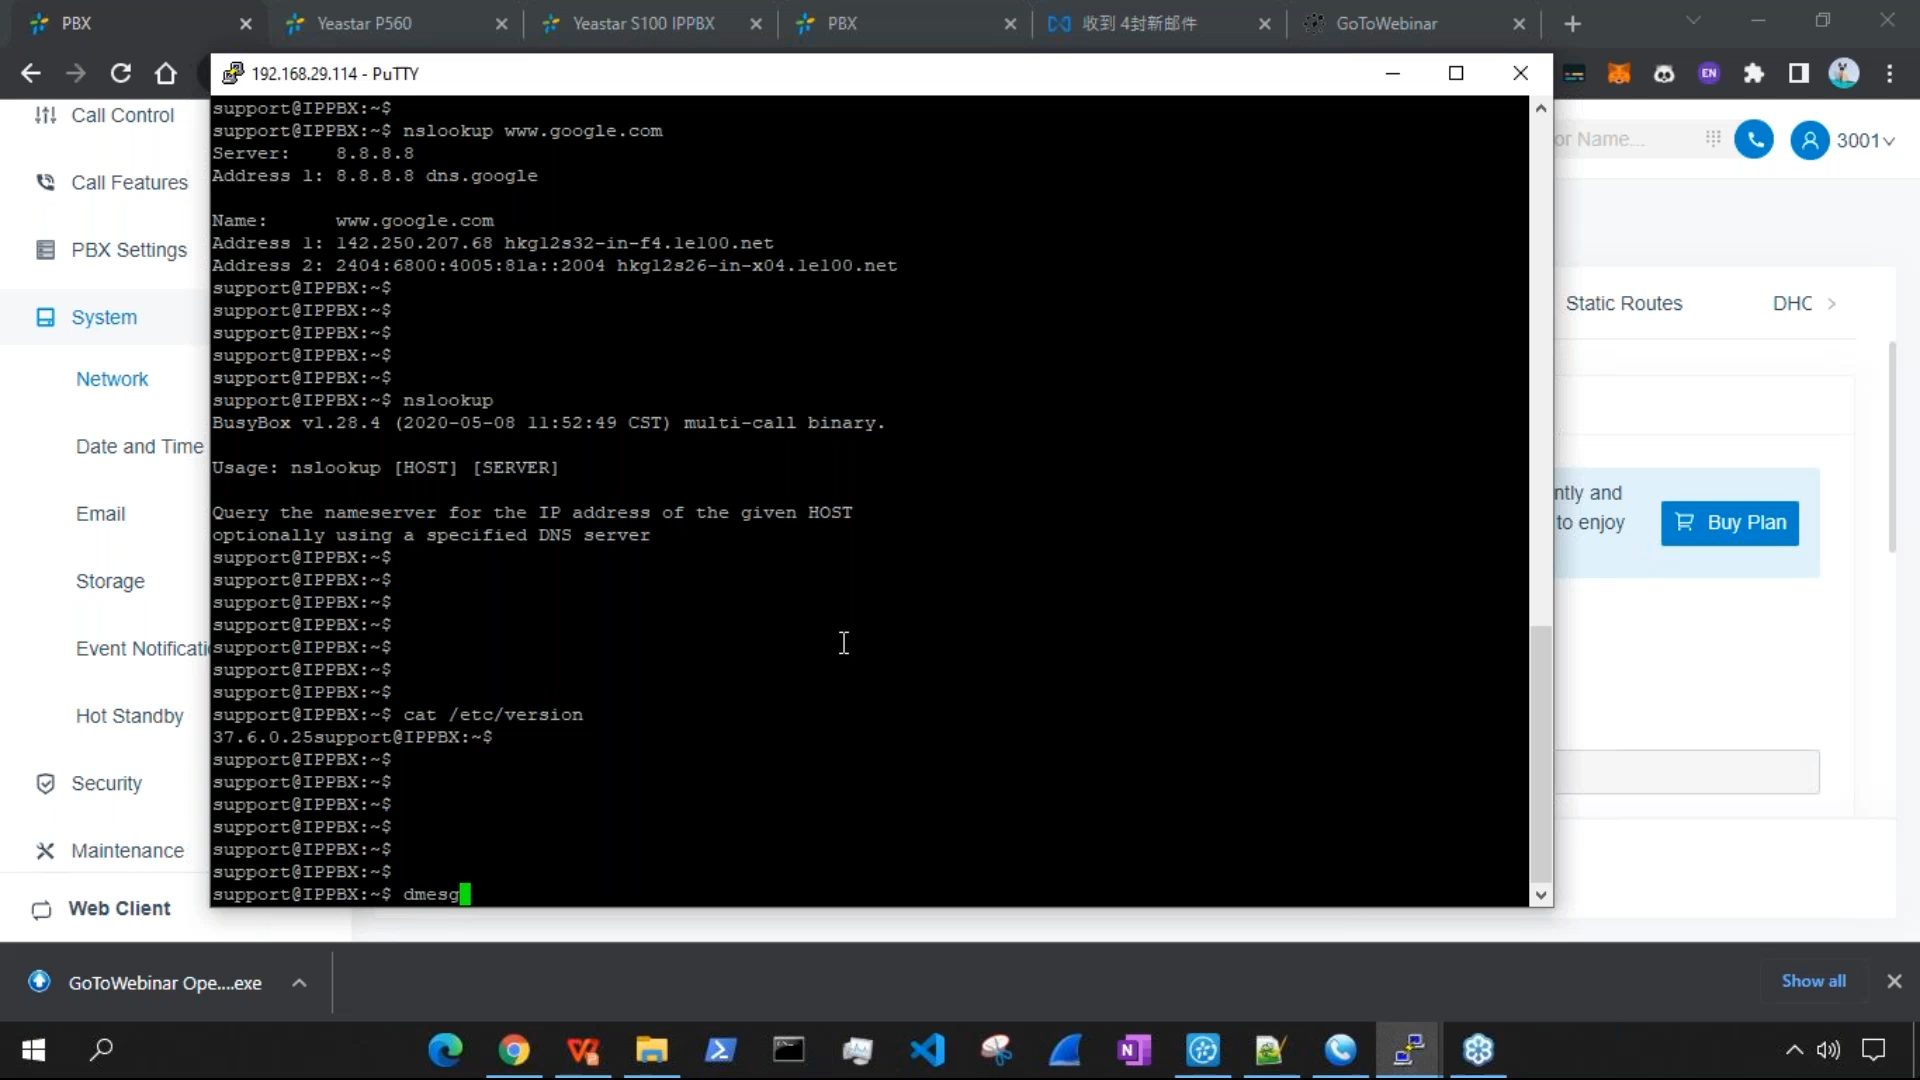 PBX
Yeastar P560
Yeastar S100 IPPBX
PBX
收到 4封新邮件
GoToWebinar
192.168.29.114 - PuTTY
EN
Call Control
Call Features
PBX Settings
System
Network
Date and Time
Email
Storage
Event Notificati
Hot Standby
Security
Maintenance
Web Client
support@IPPBX:~$
support@IPPBX:~$ nslookup www.google.com
Server:    8.8.8.8
Address 1: 8.8.8.8 dns.google
Name:      www.google.com
Address 1: 142.250.207.68 hkg12s32-in-f4.1e100.net
Address 2: 2404:6800:4005:81a::2004 hkg12s26-in-x04.1e100.net
support@IPPBX:~$
support@IPPBX:~$
support@IPPBX:~$
support@IPPBX:~$
support@IPPBX:~$
support@IPPBX:~$ nslookup
BusyBox v1.28.4 (2020-05-08 11:52:49 CST) multi-call binary.
Usage: nslookup [HOST] [SERVER]
Query the nameserver for the IP address of the given HOST
optionally using a specified DNS server
support@IPPBX:~$
support@IPPBX:~$
support@IPPBX:~$
support@IPPBX:~$
support@IPPBX:~$
support@IPPBX:~$
support@IPPBX:~$
support@IPPBX:~$ cat /etc/version
37.6.0.25support@IPPBX:~$
support@IPPBX:~$
support@IPPBX:~$
support@IPPBX:~$
support@IPPBX:~$
support@IPPBX:~$
support@IPPBX:~$
support@IPPBX:~$ dmesg
or Name...
3001
Static Routes
DHC
ntly and
to enjoy
Buy Plan
GoToWebinar Ope....exe
Show all